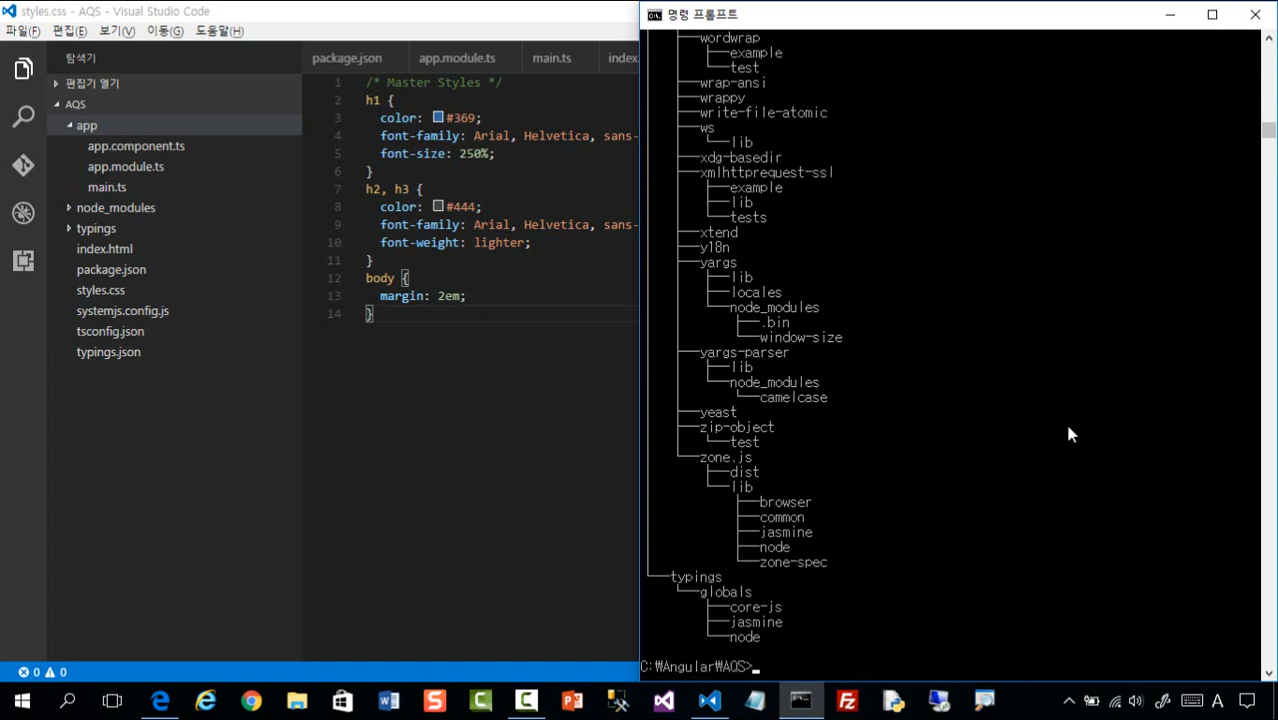 styles.css - AQS - Visual Studio Code
파일(F) 편집(E) 보기(V) 이동(G) 도움말(H)
탐색기
편집기 열기
AQS
app
app.component.ts
app.module.ts
main.ts
node_modules
typings
index.html
package.json
styles.css
systemjs.config.js
tsconfig.json
typings.json
package.json app.module.ts main.ts index.
1 /* Master Styles */
2 h1 {
3 color: #369;
4 font-family: Arial, Helvetica, sans-
5 font-size: 250%;
6 }
7 h2, h3 {
8 color: #444;
9 font-family: Arial, Helvetica, sans-
10 font-weight: lighter;
11 }
12 body {
13 margin: 2em;
14 }
0 0
명령 프롬프트
wordwrap
example
test
wrap-ansi
wrappy
write-file-atomic
ws
lib
xdg-basedir
xmlhttprequest-ssl
example
lib
tests
xtend
y18n
yargs
lib
locales
node_modules
.bin
window-size
yargs-parser
lib
node_modules
camelcase
yeast
zip-object
test
zone.js
dist
lib
browser
common
jasmine
node
zone-spec
typings
globals
core-js
jasmine
node
C:\Angular\AQS>
A